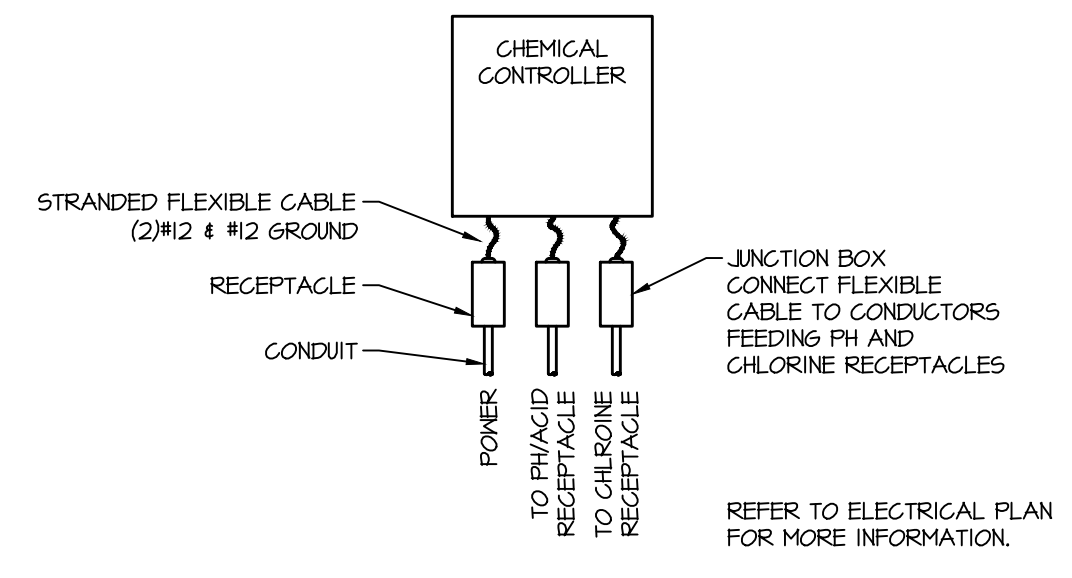 CHEMICAL
CONTROLLER
STRANDED FLEXIBLE CABLE
(2)#12 & #12 GROUND
RECEPTACLE
CONDUIT
JUNCTION BOX
CONNECT FLEXIBLE
CABLE TO CONDUCTORS
FEEDING PH AND
CHLORINE RECEPTACLES
POWER
TO PH/ACID
RECEPTACLE
TO CHLROINE
RECEPTACLE
REFER TO ELECTRICAL PLAN
FOR MORE INFORMATION.